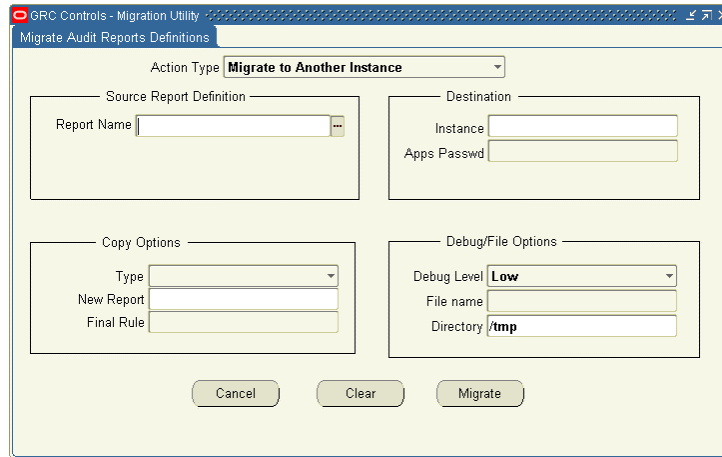 GRC Controls - Migration Utility
Migrate Audit Reports Definitions
Action Type Migrate to Another Instance
Source Report Definition
Report Name
Destination
Instance
Apps Passwd
Copy Options
Type
New Report
Final Rule
Debug/File Options
Debug Level Low
File name
Directory /tmp
Cancel Clear Migrate